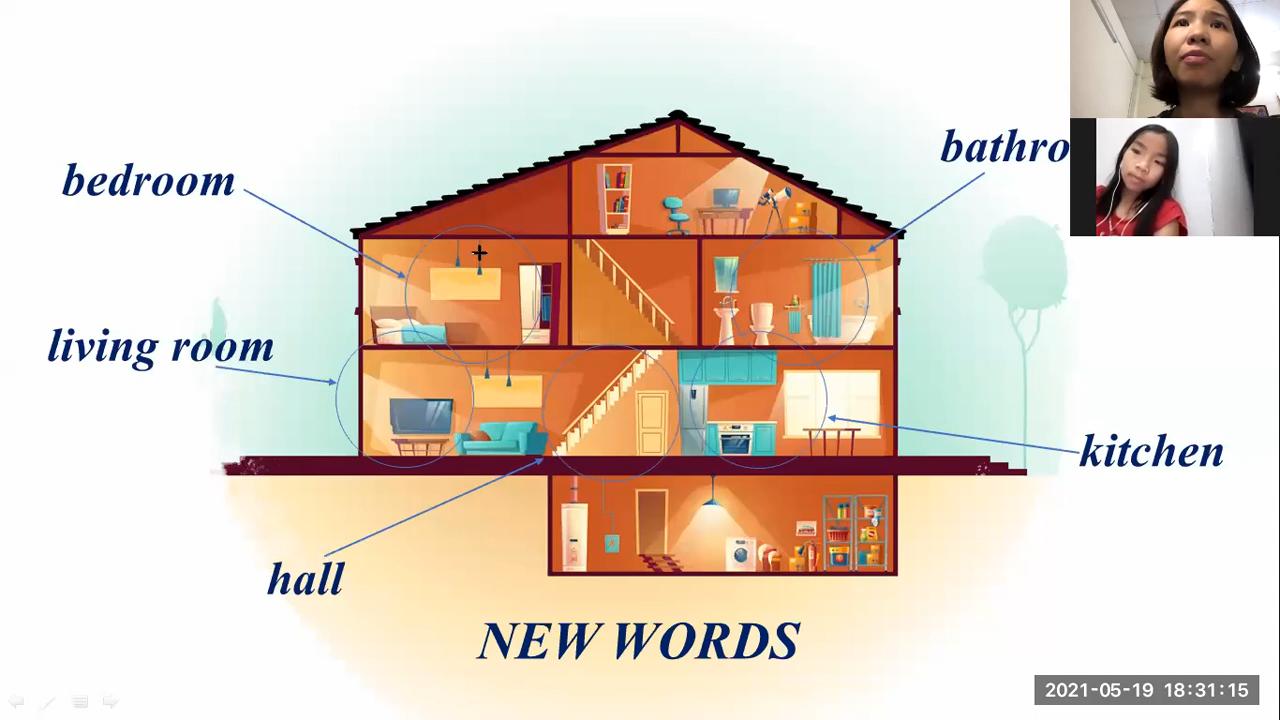 bedroom
bathro
living room
kitchen
hall
NEW WORDS
2021-05-19 18:31:15